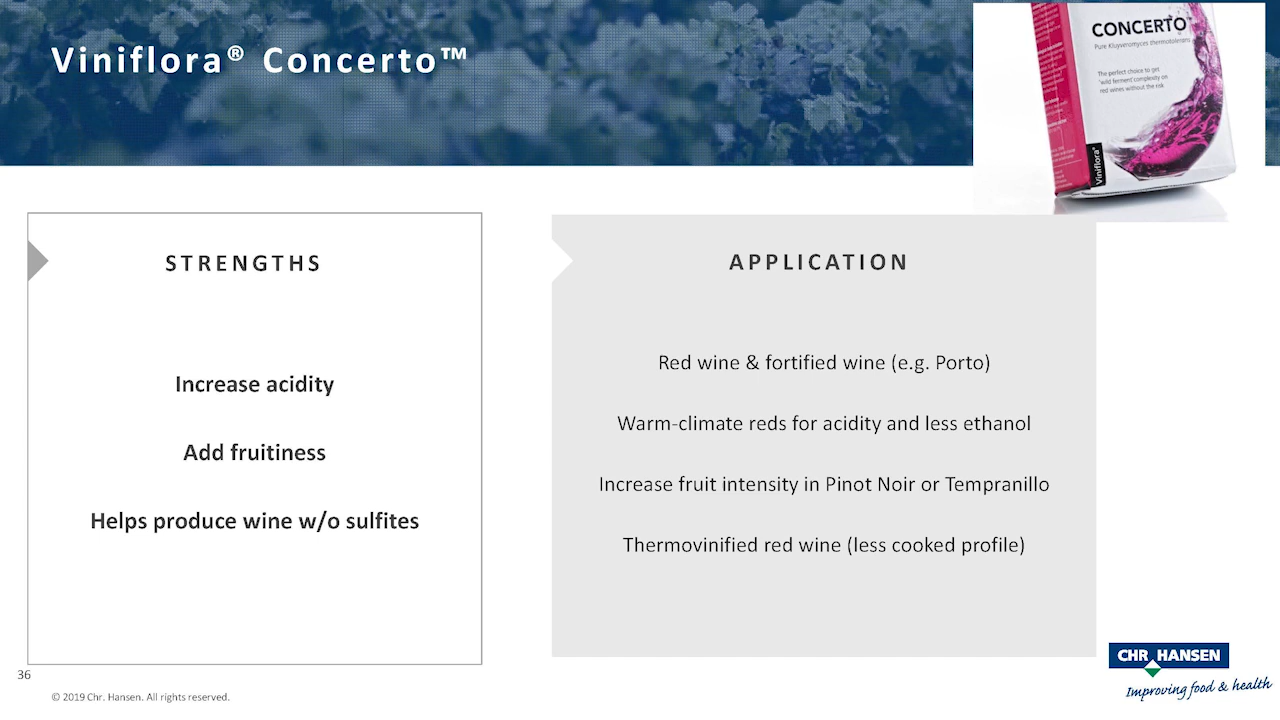 Viniflora® Concerto™
CONCERTO™
Pure Kluyveromyces thermotolerans
The perfect choice to get
'wild ferment' complexity on
red wines without the risk
Viniflora®
STRENGTHS
Increase acidity
Add fruitiness
Helps produce wine w/o sulfites
APPLICATION
Red wine & fortified wine (e.g. Porto)
Warm-climate reds for acidity and less ethanol
Increase fruit intensity in Pinot Noir or Tempranillo
Thermovinified red wine (less cooked profile)
36
© 2019 Chr. Hansen. All rights reserved.
CHR HANSEN
Improving food & health